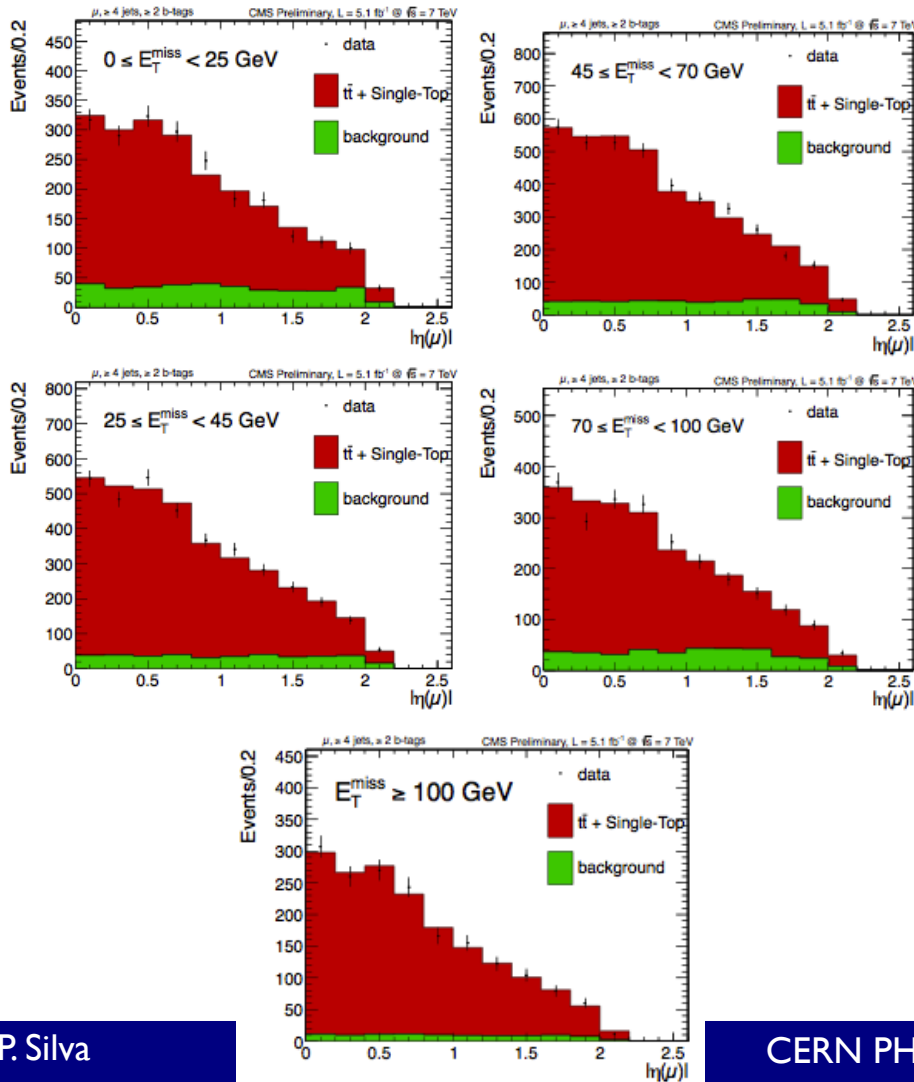 μ, ≥ 4 jets, ≥ 2 b-tags CMS Preliminary, L = 5.1 fb⁻¹ @ √s = 7 TeV
0 ≤ E_T^miss < 25 GeV
data
tt̄ + Single-Top
background
Events/0.2
450
400
350
300
250
200
150
100
50
0
0 0.5 1 1.5 2 2.5
|η(μ)|
μ, ≥ 4 jets, ≥ 2 b-tags CMS Preliminary, L = 5.1 fb⁻¹ @ √s = 7 TeV
45 ≤ E_T^miss < 70 GeV
data
tt̄ + Single-Top
background
Events/0.2
800
700
600
500
400
300
200
100
0
0 0.5 1 1.5 2 2.5
|η(μ)|
μ, ≥ 4 jets, ≥ 2 b-tags CMS Preliminary, L = 5.1 fb⁻¹ @ √s = 7 TeV
25 ≤ E_T^miss < 45 GeV
data
tt̄ + Single-Top
background
Events/0.2
800
700
600
500
400
300
200
100
0
0 0.5 1 1.5 2 2.5
|η(μ)|
μ, ≥ 4 jets, ≥ 2 b-tags CMS Preliminary, L = 5.1 fb⁻¹ @ √s = 7 TeV
70 ≤ E_T^miss < 100 GeV
data
tt̄ + Single-Top
background
Events/0.2
500
400
300
200
100
0
0 0.5 1 1.5 2 2.5
|η(μ)|
μ, ≥ 4 jets, ≥ 2 b-tags CMS Preliminary, L = 5.1 fb⁻¹ @ √s = 7 TeV
E_T^miss ≥ 100 GeV
data
tt̄ + Single-Top
background
Events/0.2
450
400
350
300
250
200
150
100
50
0
0 0.5 1 1.5 2 2.5
|η(μ)|
P. Silva
CERN PH